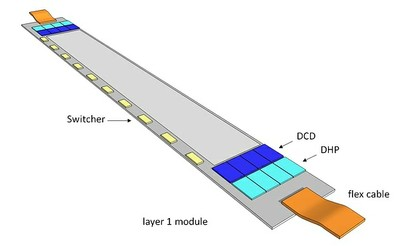 DCD
DHP
Switcher
flex cable
layer 1 module